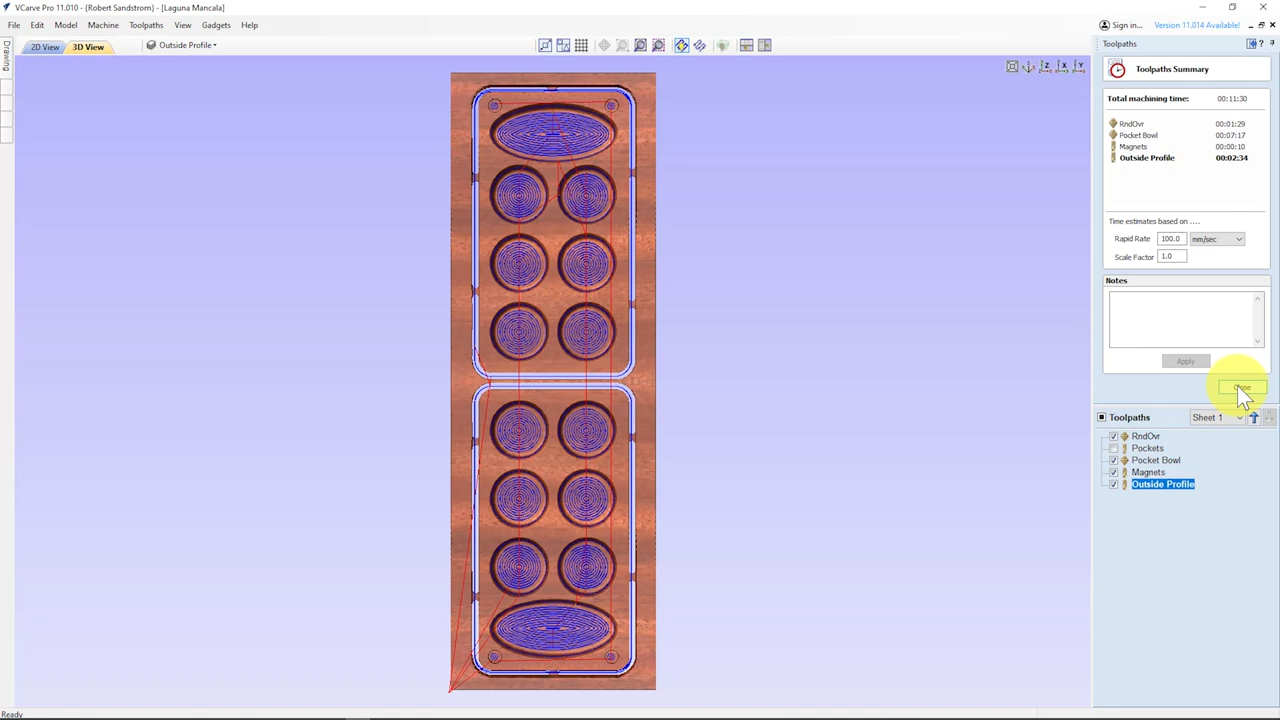 VCarve Pro 11.010 - {Robert Sandstrom} - [Laguna Mancala]
File Edit Model Machine Toolpaths View Gadgets Help
Sign in... Version 11.014 Available!
Drawing
2D View 3D View Outside Profile
Toolpaths
Toolpaths Summary
Total machining time: 00:11:30
RndOvr 00:01:29
Pocket Bowl 00:07:17
Magnets 00:00:10
Outside Profile 00:02:34
Time estimates based on ....
Rapid Rate 100.0 mm/sec
Scale Factor 1.0
Notes
Apply
Close
Toolpaths Sheet 1
RndOvr
Pockets
Pocket Bowl
Magnets
Outside Profile
Ready